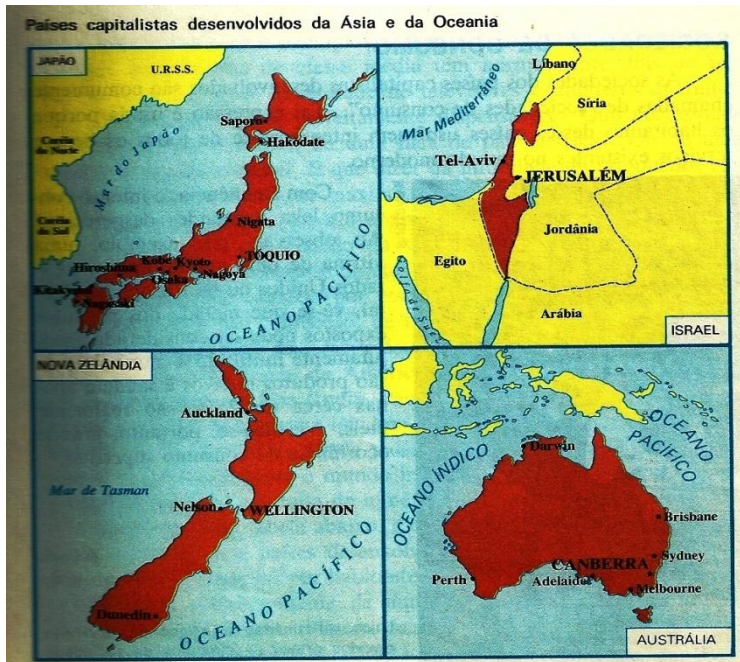 Países capitalistas desenvolvidos da Ásia e da Oceania
JAPÃO
U.R.S.S.
Coréia
do Norte
Coréia
do Sul
Mar do Japão
Saporo
Hakodate
Nigata
TÓQUIO
Kobe
Kyoto
Hiroshima
Osaka
Nagoya
Nagasaki
OCEANO PACÍFICO
Líbano
Mar Mediterrâneo
Síria
Tel-Aviv
JERUSALÉM
Jordânia
Egito
Golfo de Suez
Arábia
ISRAEL
NOVA ZELÂNDIA
Auckland
Mar de Tasman
Nelson
WELLINGTON
Dunedin
OCEANO PACÍFICO
OCEANO
PACÍFICO
OCEANO ÍNDICO
Darwin
Brisbane
Sydney
CANBERRA
Perth
Adelaide
Melbourne
AUSTRÁLIA